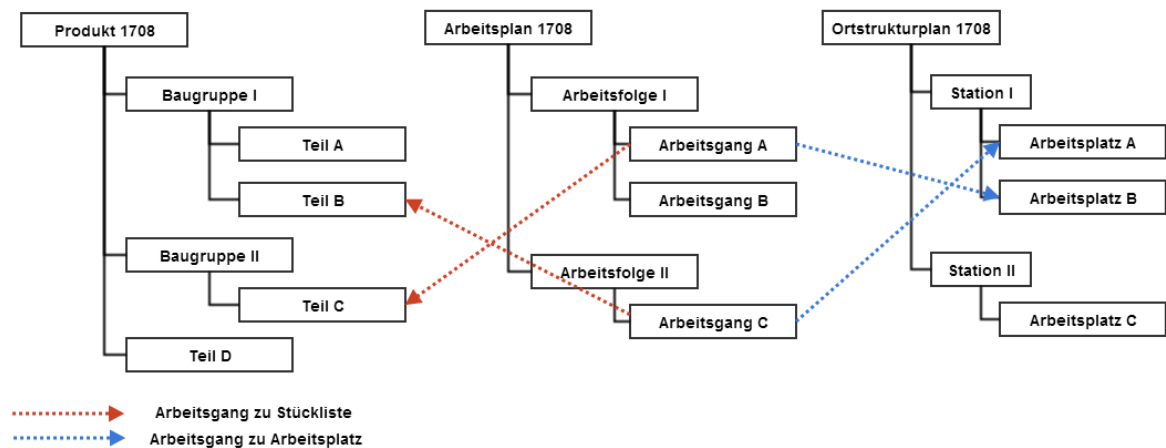 Produkt 1708
Baugruppe I
Teil A
Teil B
Baugruppe II
Teil C
Teil D
Arbeitsplan 1708
Arbeitsfolge I
Arbeitsgang A
Arbeitsgang B
Arbeitsfolge II
Arbeitsgang C
Ortstrukturplan 1708
Station I
Arbeitsplatz A
Arbeitsplatz B
Station II
Arbeitsplatz C
Arbeitsgang zu Stückliste
Arbeitsgang zu Arbeitsplatz